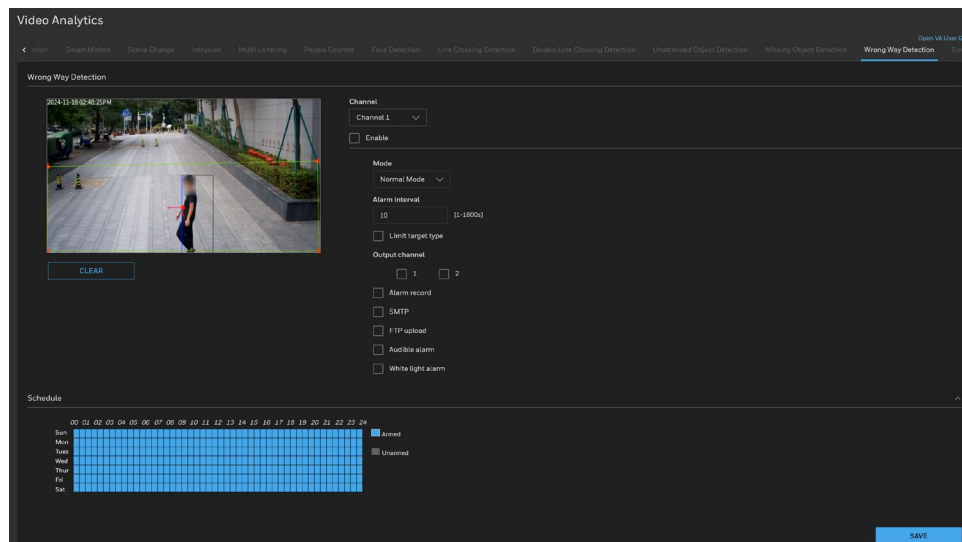 Video Analytics
Open VA User G
ction Smart Motion Scene Change Intrusion Multi Loitering People Counter Face Detection Line Crossing Detection Double Line Crossing Detection Unattended Object Detection Missing Object Detection Wrong Way Detection
Wrong Way Detection
2024-11-18 02:48:25PM
Channel
Channel 1
Enable
Mode
Normal Mode
Alarm interval
10 [1-1800s]
Limit target type
Output channel
1 2
Alarm record
SMTP
FTP upload
Audible alarm
White light alarm
CLEAR
Schedule
00 01 02 03 04 05 06 07 08 09 10 11 12 13 14 15 16 17 18 19 20 21 22 23 24
Sun
Mon
Tues
Wed
Thur
Fri
Sat
Armed
Unarmed
SAVE